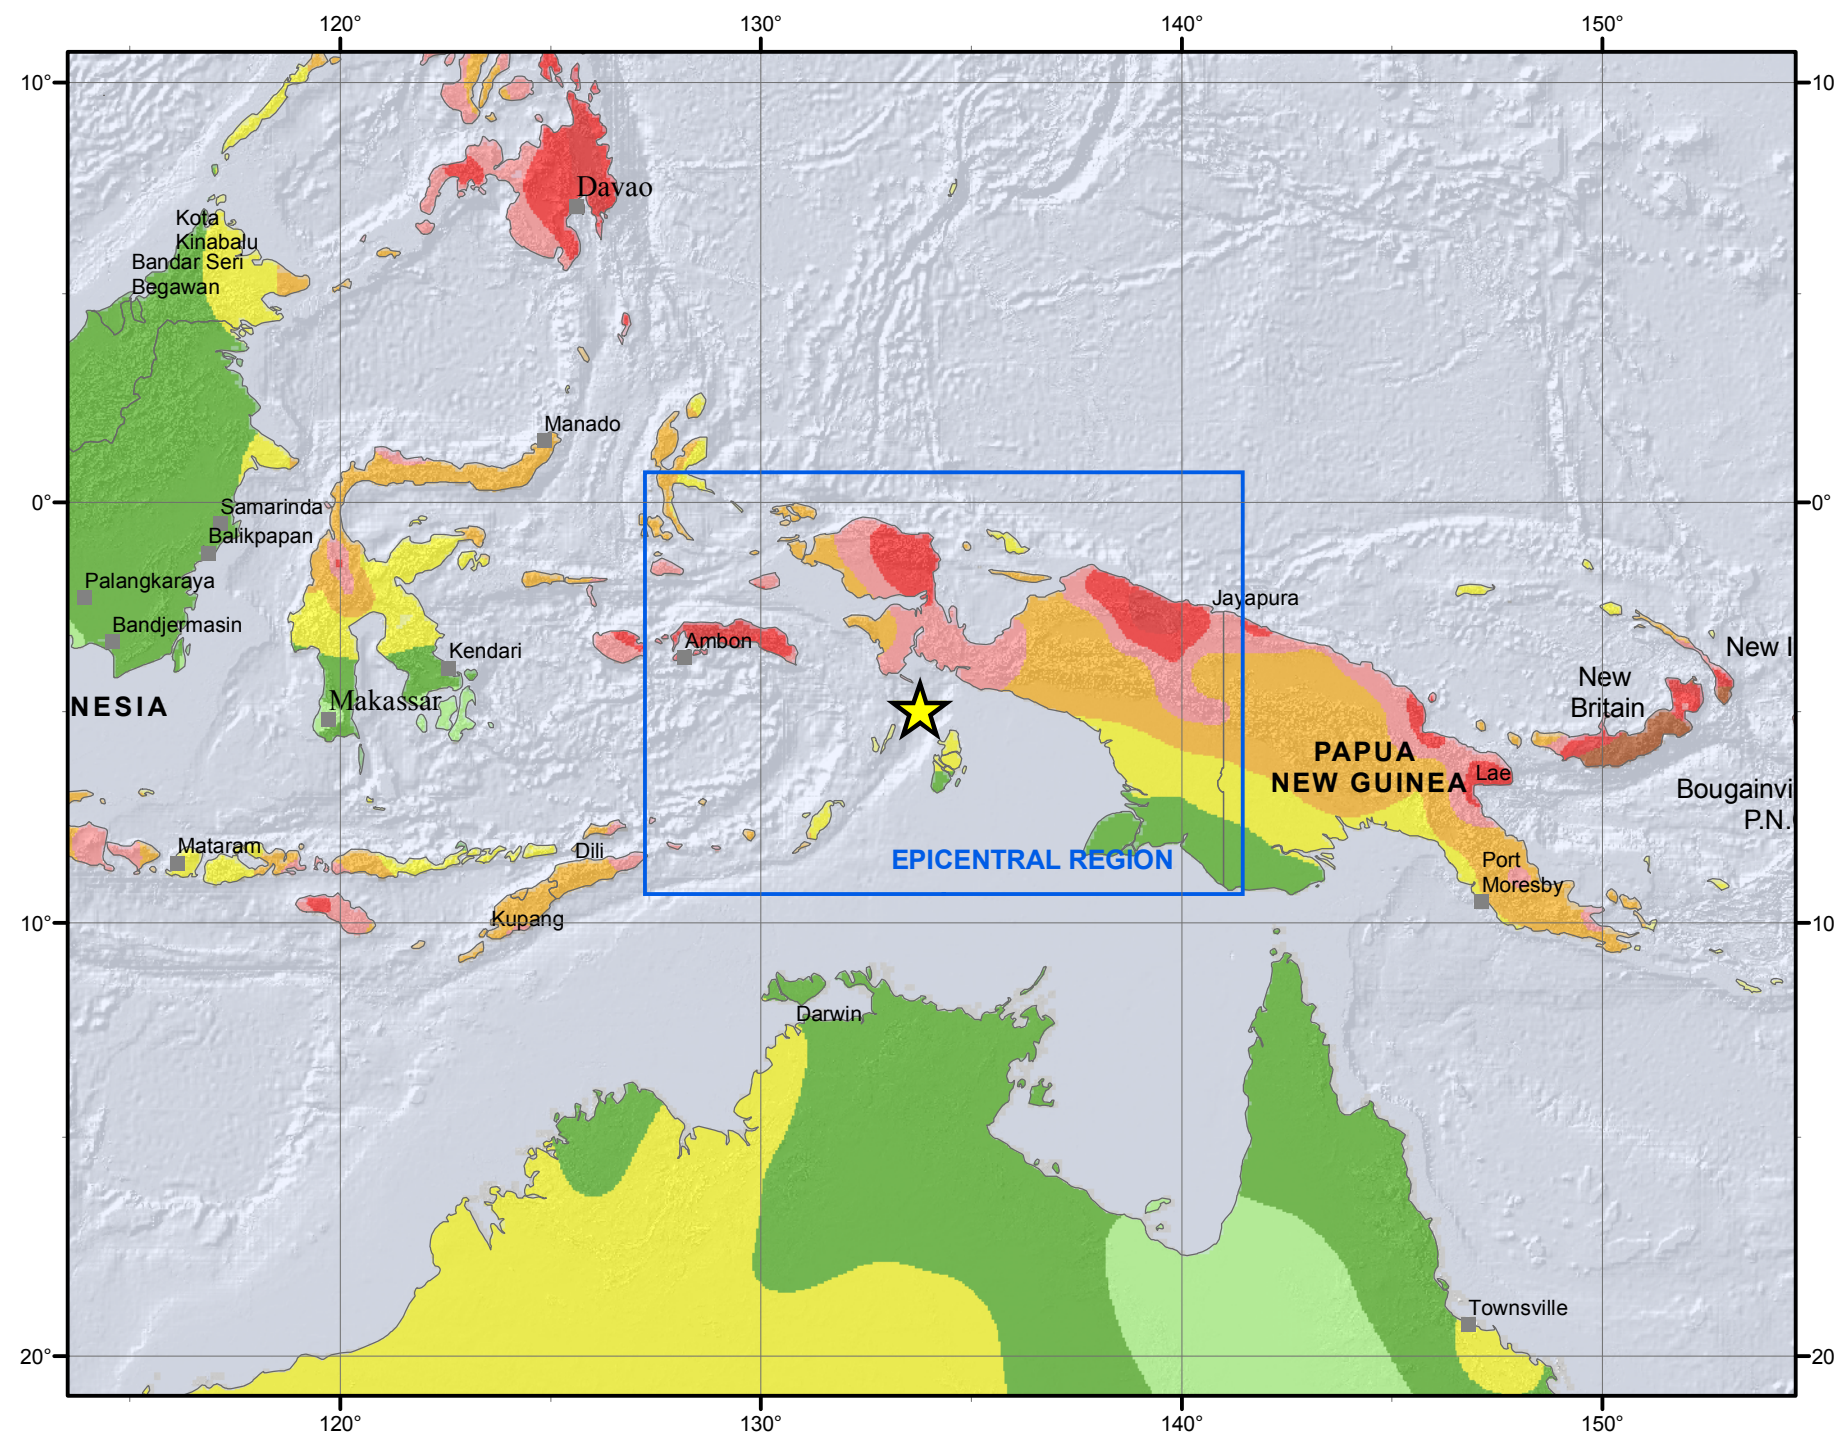 120°
130°
140°
150°
10°
10
Davao
Kota
Kinabalu
Bandar Seri
Begawan
Manado
0°
0°
Samarinda
Balikpapan
Palangkaraya
Jayapura
Bandjermasin
Ambon
Kendari
New I
New
Britain
NESIA
Makassar
PAPUA
NEW GUINEA
Lae
Bougainvi
P.N.
Mataram
Dili
EPICENTRAL REGION
Port
Moresby
Kupang
10°
10
Darwin
Townsville
20°
20
120°
130°
140°
150°